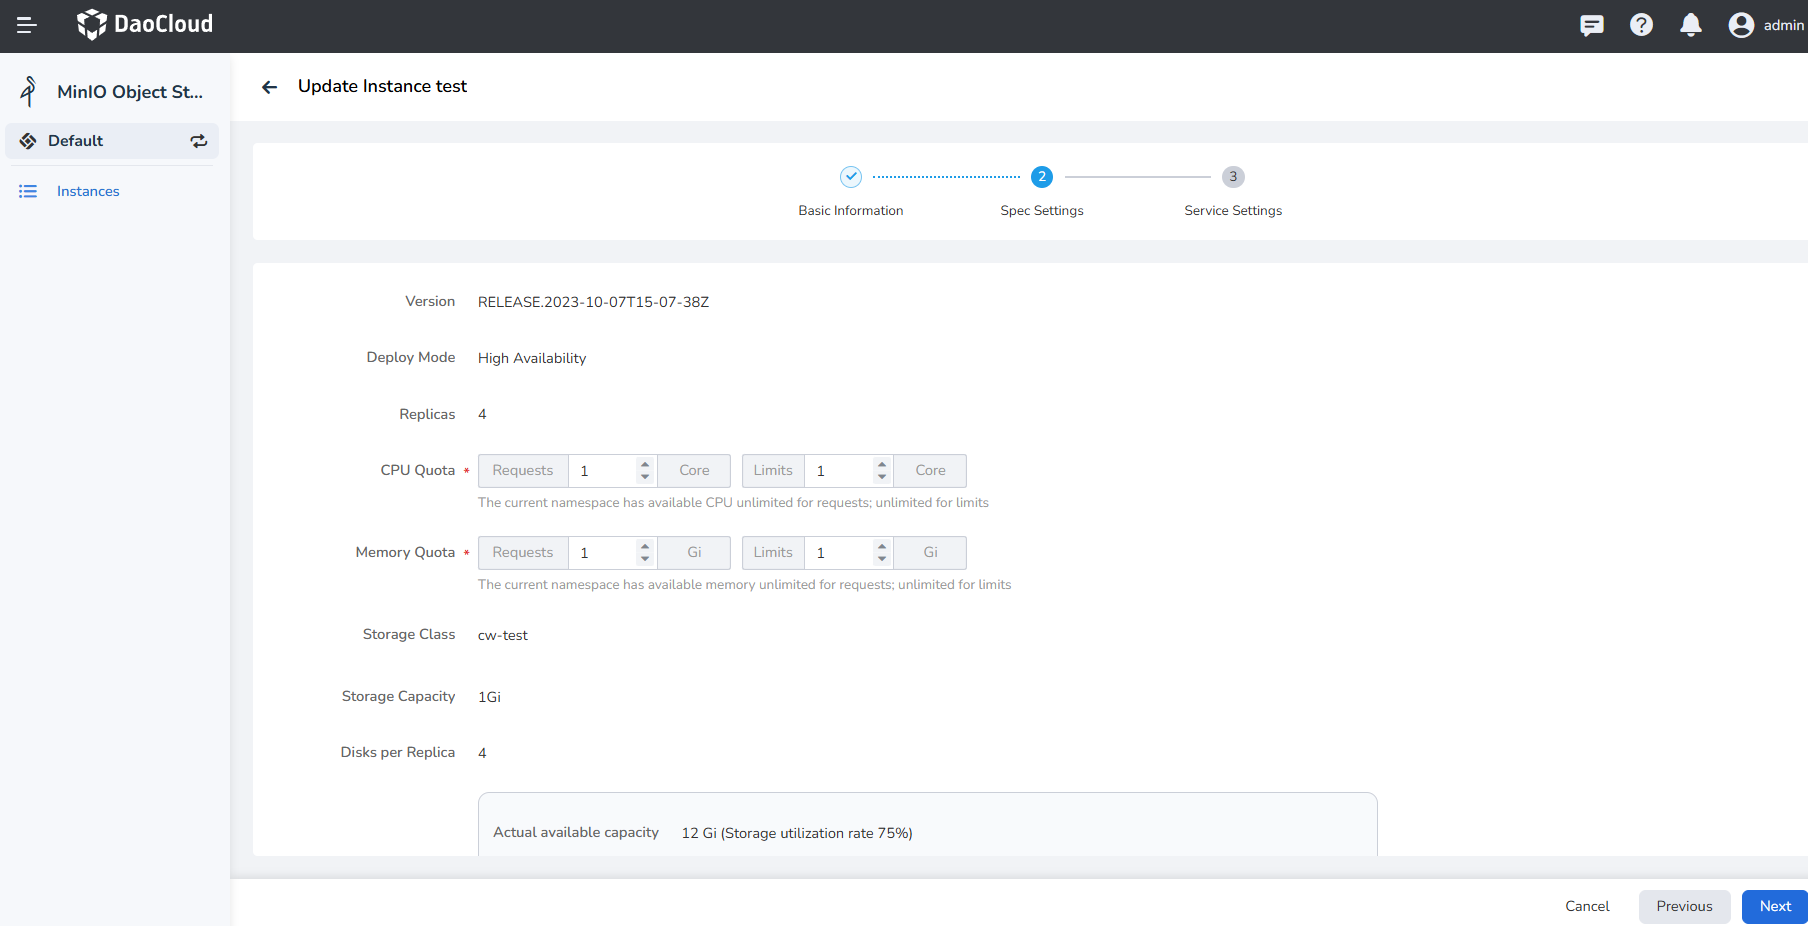 DaoCloud
admin
MinIO Object St...
Default
Instances
Update Instance test
2
3
Basic Information
Spec Settings
Service Settings
Version RELEASE.2023-10-07T15-07-38Z
Deploy Mode High Availability
Replicas 4
CPU Quota * Requests 1 Core Limits 1 Core
The current namespace has available CPU unlimited for requests; unlimited for limits
Memory Quota * Requests 1 Gi Limits 1 Gi
The current namespace has available memory unlimited for requests; unlimited for limits
Storage Class cw-test
Storage Capacity 1Gi
Disks per Replica 4
Actual available capacity 12 Gi (Storage utilization rate 75%)
Cancel Previous Next